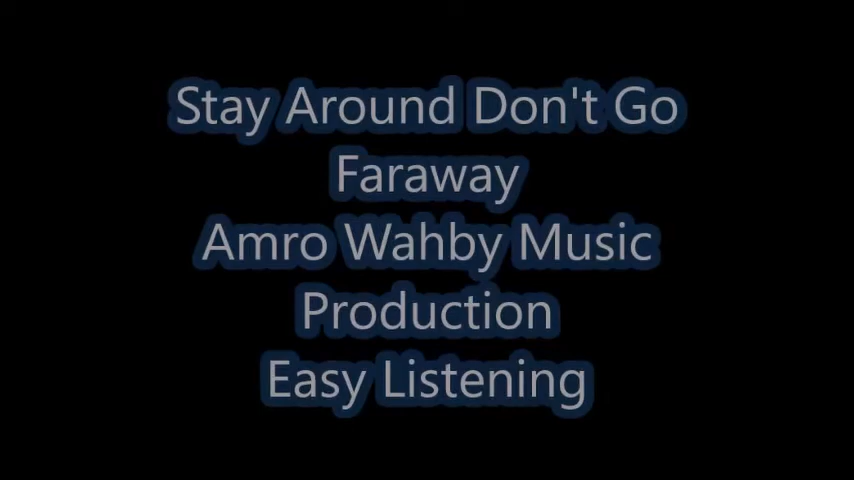 Stay Around Don't Go
Faraway
Amro Wahby Music
Production
Easy Listening